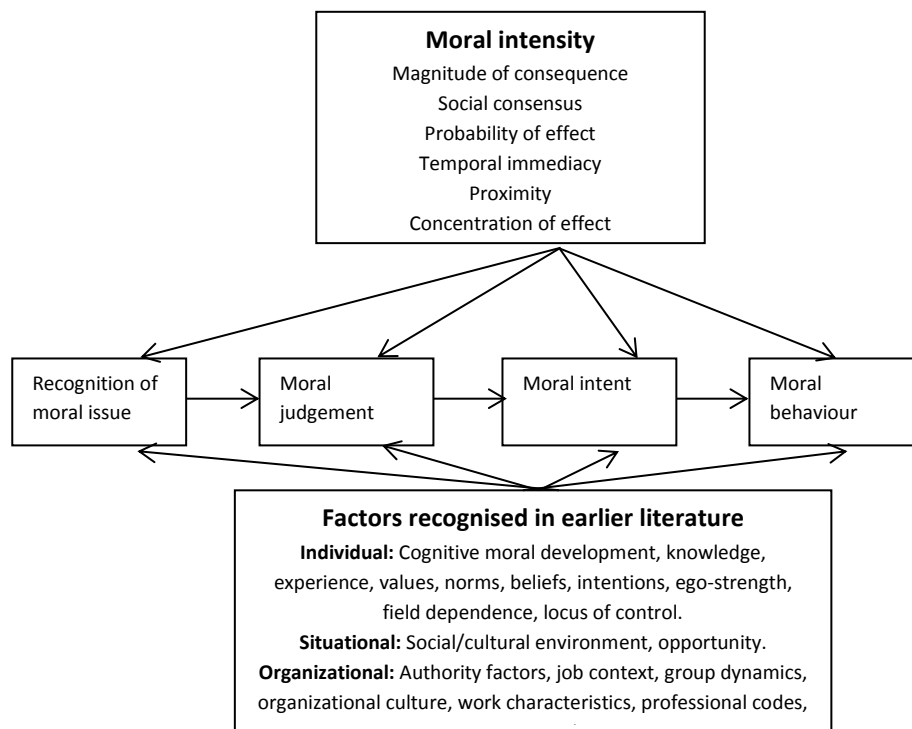 Moral intensity
Magnitude of consequence
Social consensus
Probability of effect
Temporal immediacy
Proximity
Concentration of effect
Recognition of
moral issue
Moral
judgement
Moral intent
Moral
behaviour
Factors recognised in earlier literature
Individual: Cognitive moral development, knowledge,
experience, values, norms, beliefs, intentions, ego-strength,
field dependence, locus of control.
Situational: Social/cultural environment, opportunity.
Organizational: Authority factors, job context, group dynamics,
organizational culture, work characteristics, professional codes,